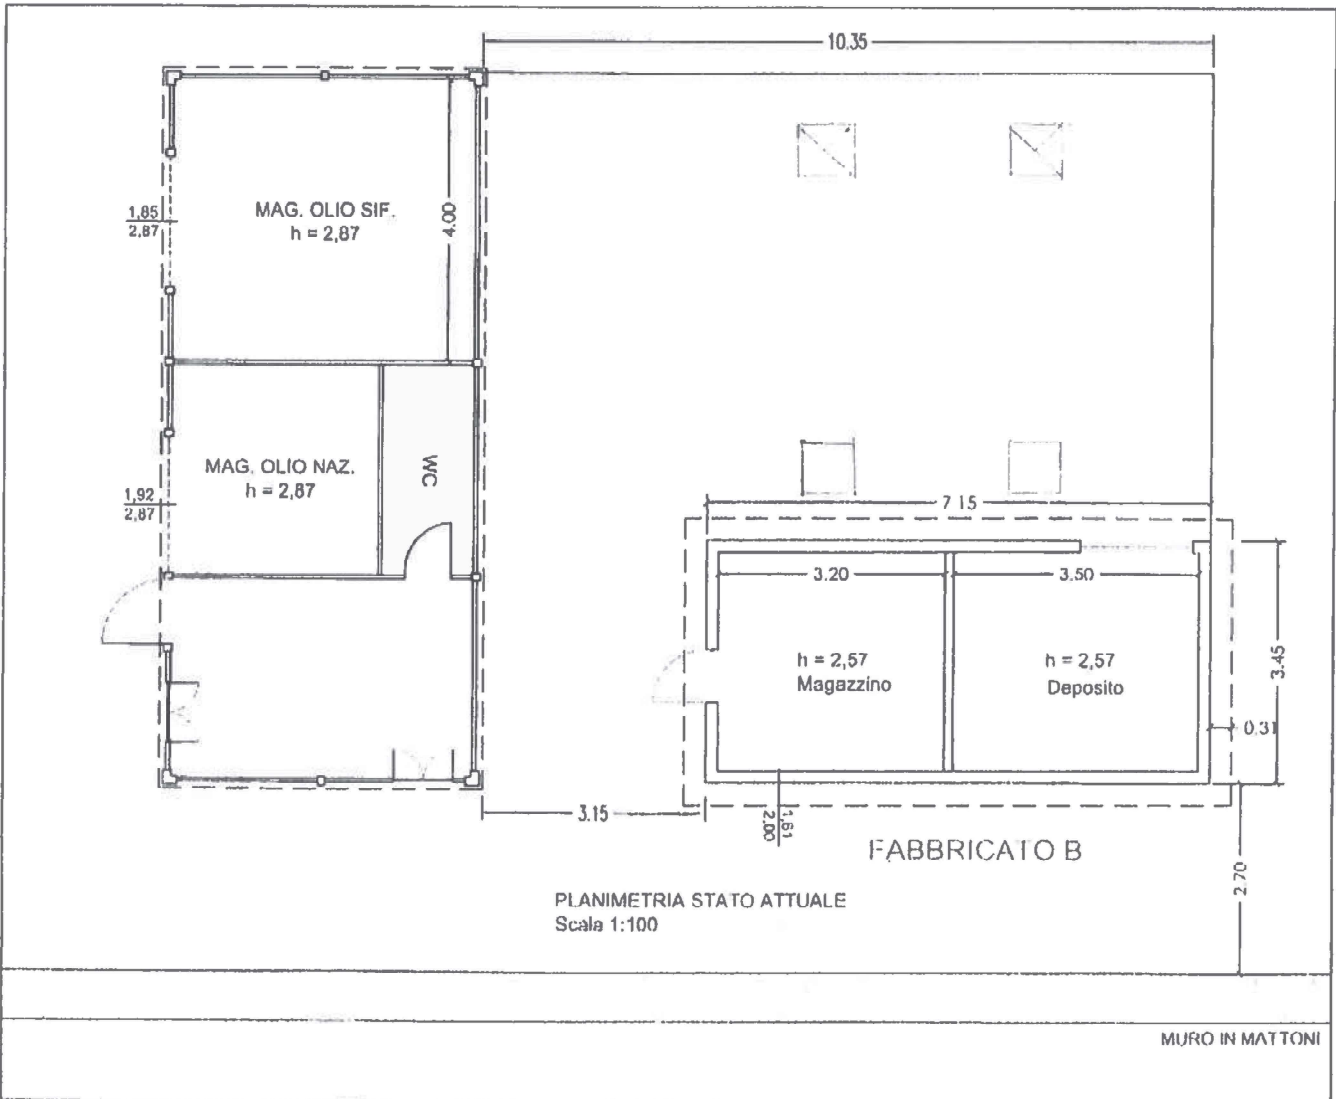 10.35
MAG. OLIO SIF.
h = 2,87
4.00
1,85
2,87
MAG. OLIO NAZ.
h = 2,87
WC
1,92
2,87
7.15
3.20
3.50
h = 2,57
Magazzino
h = 2,57
Deposito
3.45
0.31
3.15
1,61
2.00
FABBRICATO B
2.70
PLANIMETRIA STATO ATTUALE
Scala 1:100
MURO IN MATTONI